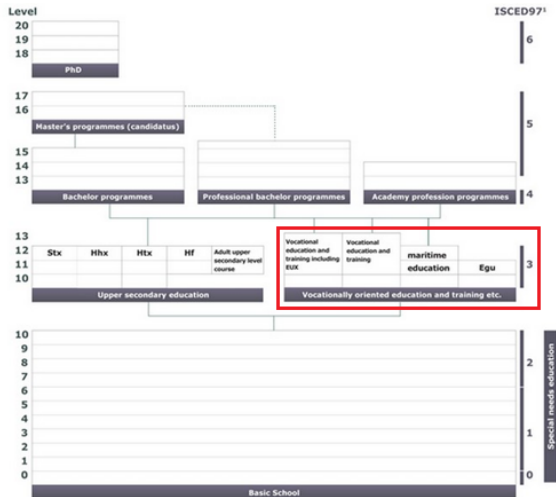 Level ISCED97¹
20
19
18
6
PhD
17
16
5
Master's programmes (candidatus)
15
14
13
4
Bachelor programmes Professional bachelor programmes Academy profession programmes
13
12
11
10
Stx Hhx Htx Hf
Adult upper
secondary level
course
Vocational
education and
training including
EUX
Vocational
education and
training
maritime
education
Egu
3
Upper secondary education Vocationally oriented education and training etc.
10
9
8
7
6
5
4
3
2
1
0
2
1
0
Special needs education
Basic School